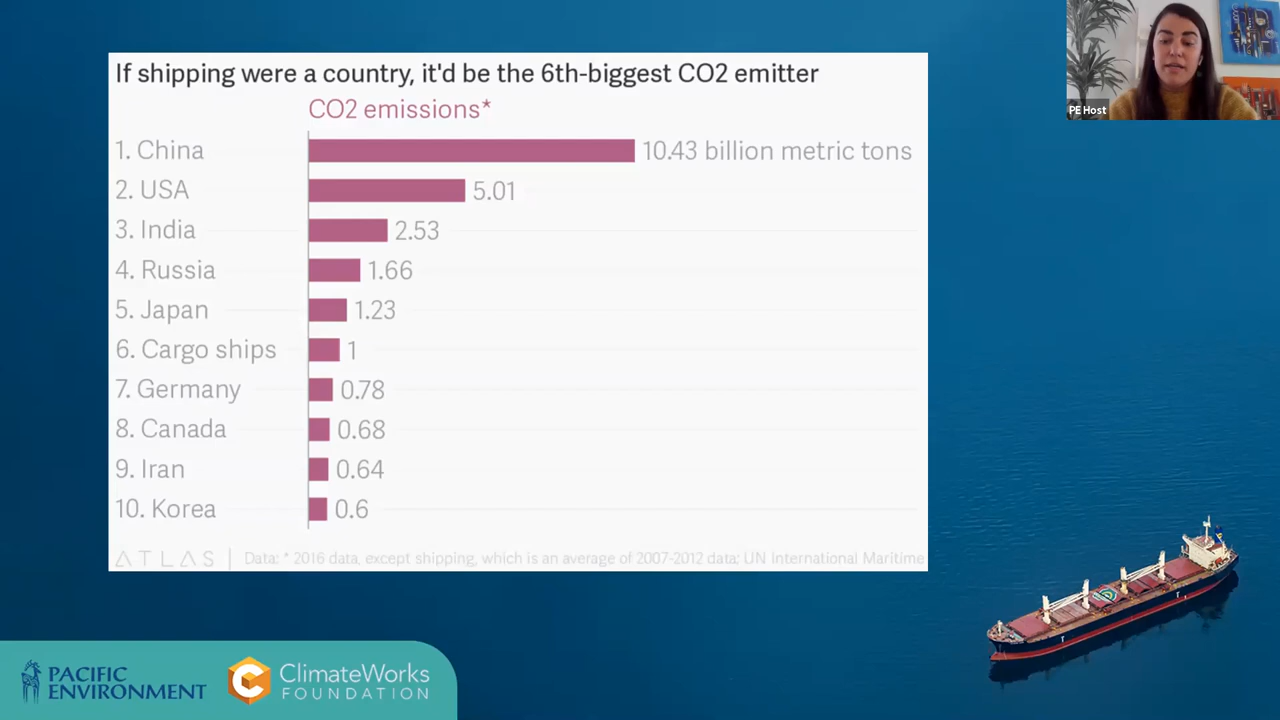 If shipping were a country, it'd be the 6th-biggest CO2 emitter
CO2 emissions*
1. China 10.43 billion metric tons
2. USA 5.01
3. India 2.53
4. Russia 1.66
5. Japan 1.23
6. Cargo ships 1
7. Germany 0.78
8. Canada 0.68
9. Iran 0.64
10. Korea 0.6
ATLAS | Data: * 2016 data, except shipping, which is an average of 2007-2012 data; UN International Maritime
PE Host
PACIFIC
ENVIRONMENT
ClimateWorks
FOUNDATION